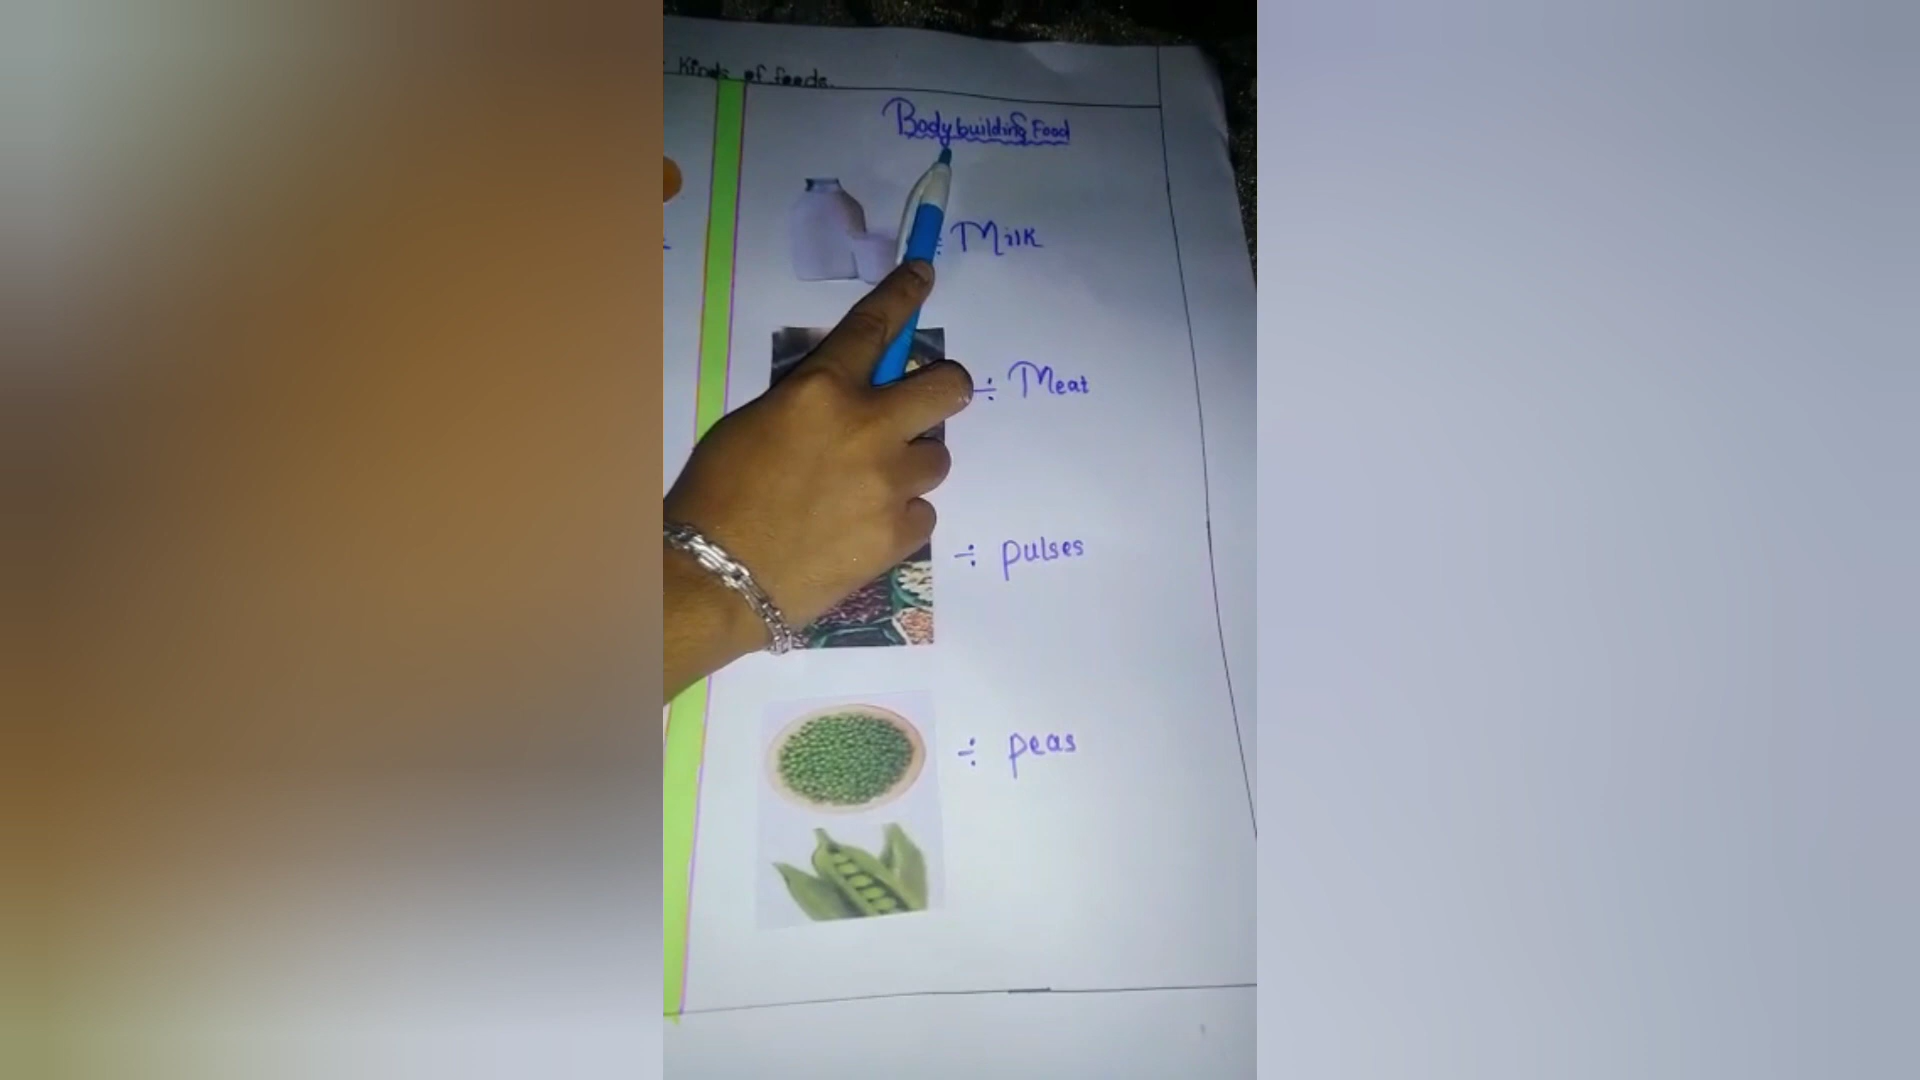 Kinds of foods.
Body building Food
÷ Milk
÷ Meat
÷ pulses
÷ peas